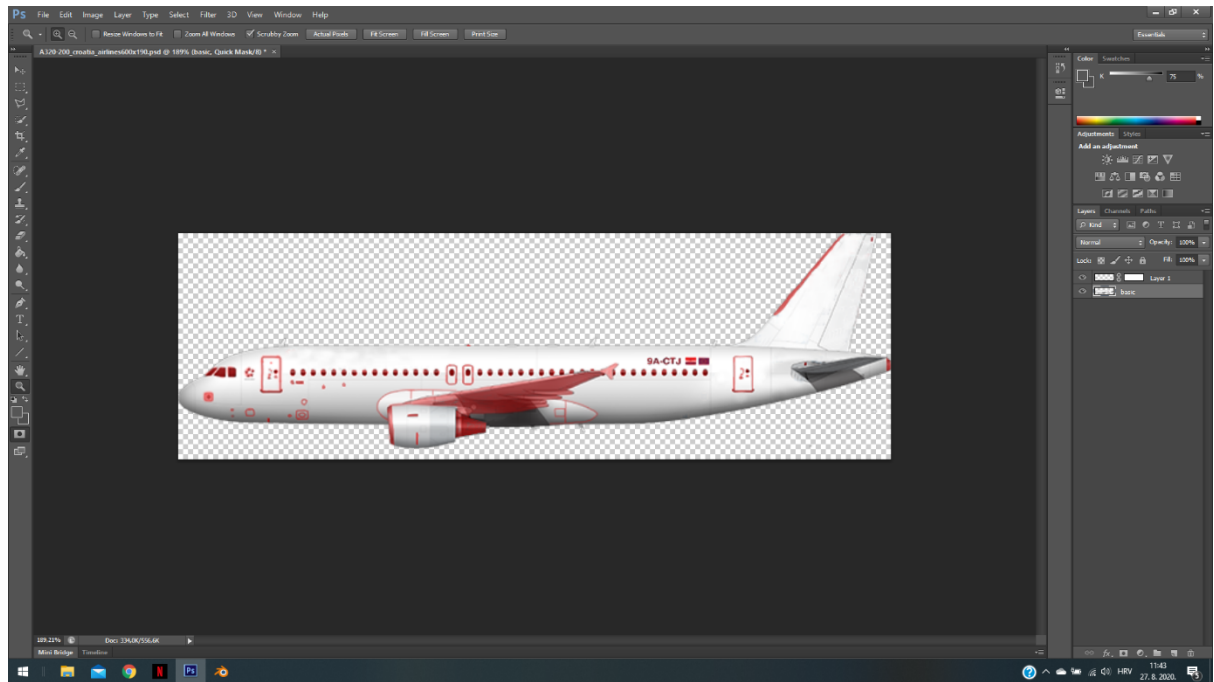 Ps File Edit Image Layer Type Select Filter 3D View Window Help
Resize Windows to Fit Zoom All Windows Scrubby Zoom Actual Pixels Fit Screen Fill Screen Print Size Essentials
A320-200_croatia_airlines600x190.psd @ 189% (basic, Quick Mask/8) * ×
Color Swatches
K 75 %
Adjustments Styles
Add an adjustment
Layers Channels Paths
Kind
Normal Opacity: 100%
Lock: Fill: 100%
Layer 1
basic
9A-CTJ
189,21% Doc: 334,0K/556,6K
Mini Bridge Timeline
N Ps HRV 11:43
27. 8. 2020.